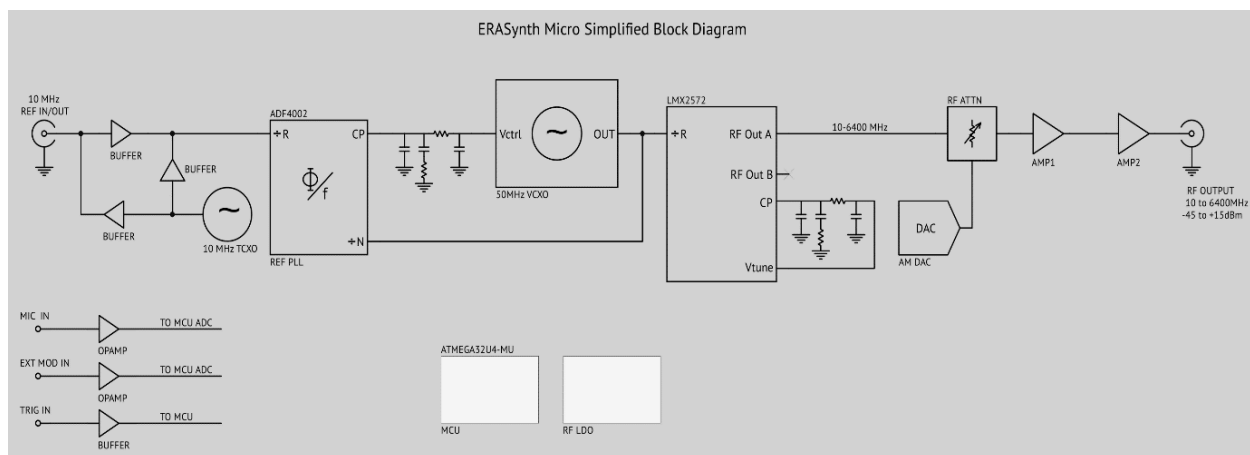 ERASynth Micro Simplified Block Diagram
10 MHz
REF IN/OUT
BUFFER
BUFFER
BUFFER
10 MHz TCXO
ADF4002
÷R
CP
Φ/f
÷N
REF PLL
Vctrl
OUT
50MHz VCXO
LMX2572
÷R
RF Out A
RF Out B
CP
Vtune
10-6400 MHz
RF ATTN
DAC
AM DAC
AMP1
AMP2
RF OUTPUT
10 to 6400MHz
-45 to +15dBm
MIC IN
TO MCU ADC
OPAMP
EXT MOD IN
TO MCU ADC
OPAMP
TRIG IN
TO MCU
BUFFER
ATMEGA32U4-MU
MCU
RF LDO